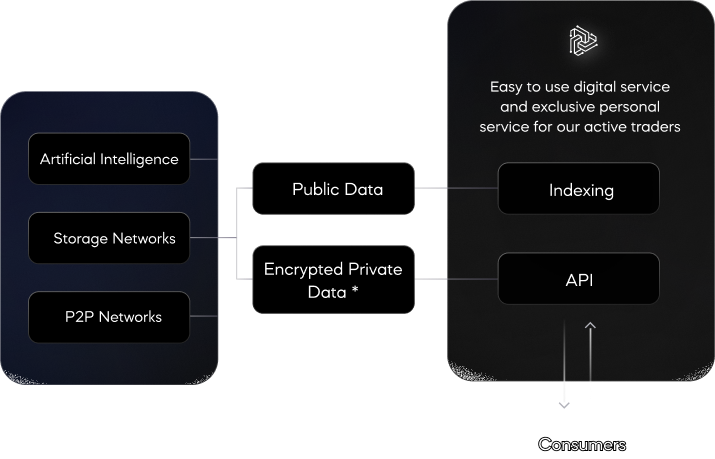 Easy to use digital service
and exclusive personal
service for our active traders
Artificial Intelligence
Storage Networks
P2P Networks
Public Data
Encrypted Private
Data *
Indexing
API
Consumers